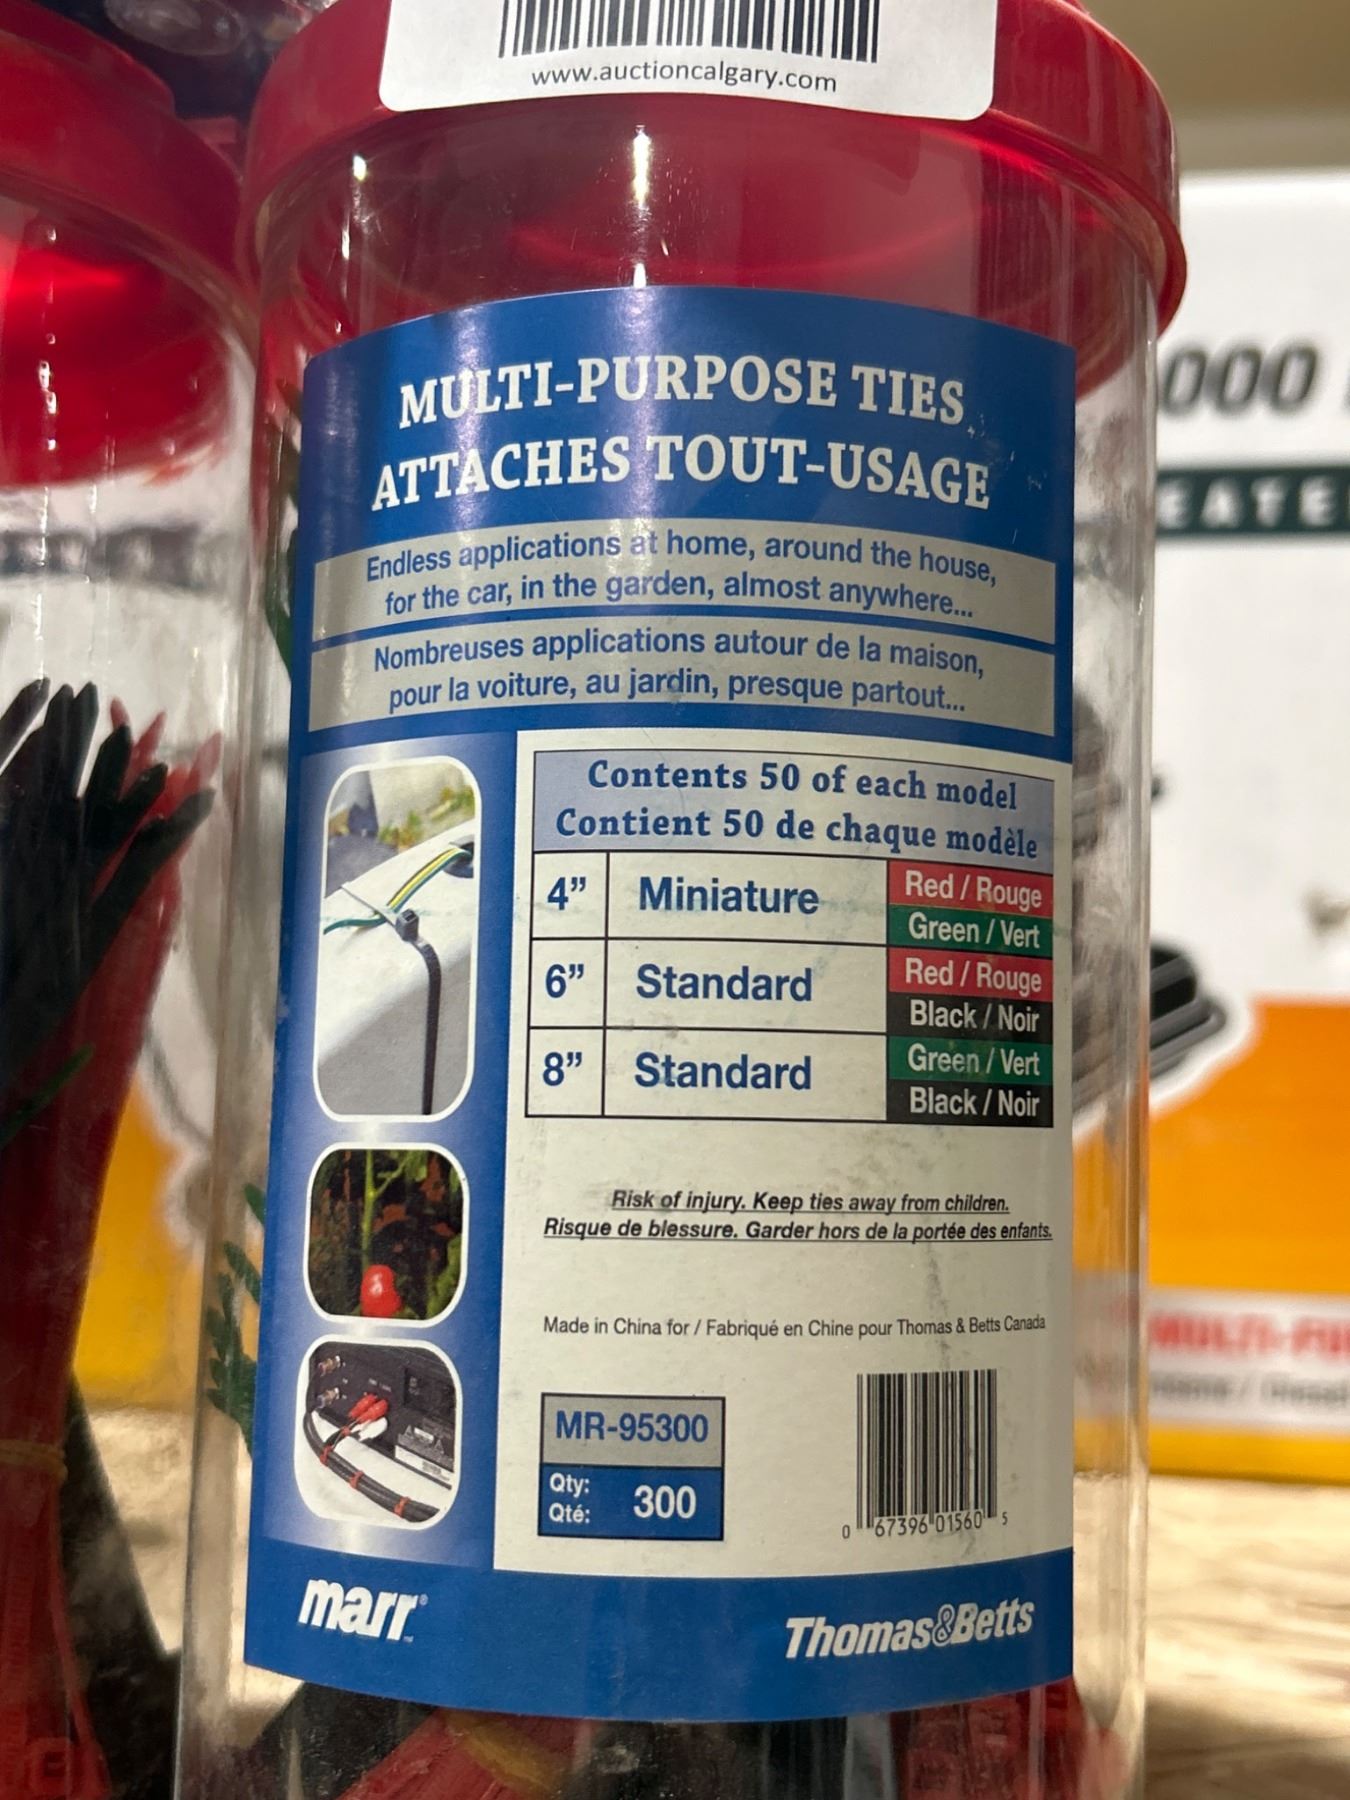 www.auctioncalgary.com
MULTI-PURPOSE TIES
ATTACHES TOUT-USAGE
Endless applications at home, around the house,
for the car, in the garden, almost anywhere...
Nombreuses applications autour de la maison,
pour la voiture, au jardin, presque partout...
Contents 50 of each model
Contient 50 de chaque modèle
4” Miniature Red / Rouge
Green / Vert
6” Standard Red / Rouge
Black / Noir
8” Standard Green / Vert
Black / Noir
Risk of injury. Keep ties away from children.
Risque de blessure. Garder hors de la portée des enfants.
Made in China for / Fabriqué en Chine pour Thomas & Betts Canada
MR-95300
Qty:
Qté: 300
0 67396 01560 5
marr®
Thomas&Betts
000
EATE
MULTI-FU